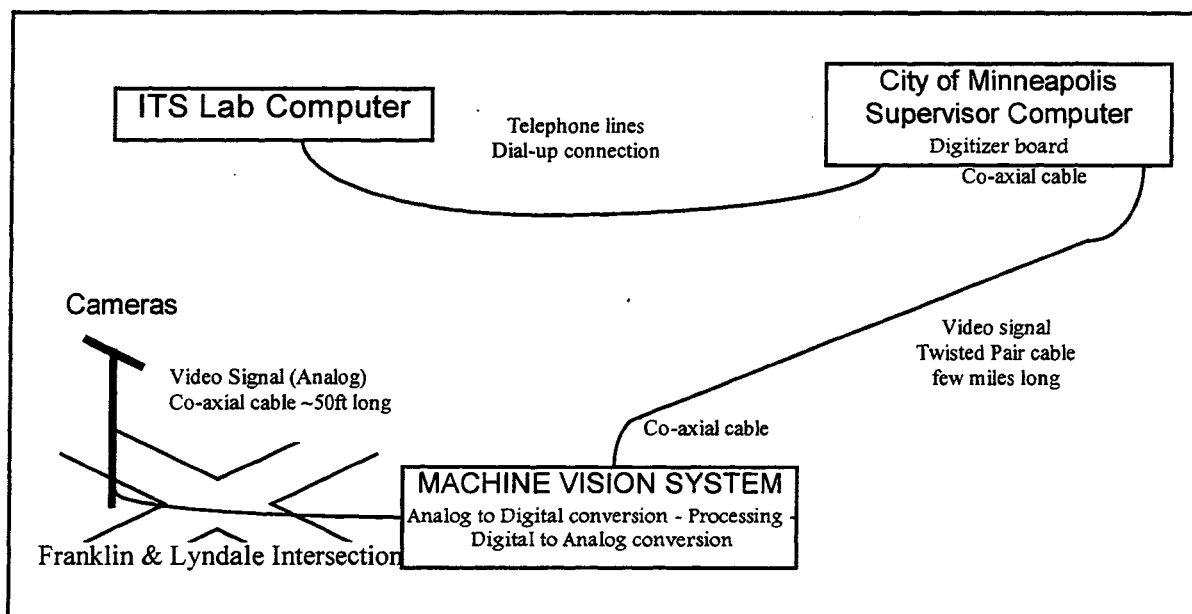 ITS Lab Computer
Telephone lines
Dial-up connection
City of Minneapolis
Supervisor Computer
Digitizer board
Co-axial cable
Cameras
Video Signal (Analog)
Co-axial cable ~50ft long
Video signal
Twisted Pair cable
few miles long
Co-axial cable
MACHINE VISION SYSTEM
Analog to Digital conversion - Processing -
Digital to Analog conversion
Franklin & Lyndale Intersection